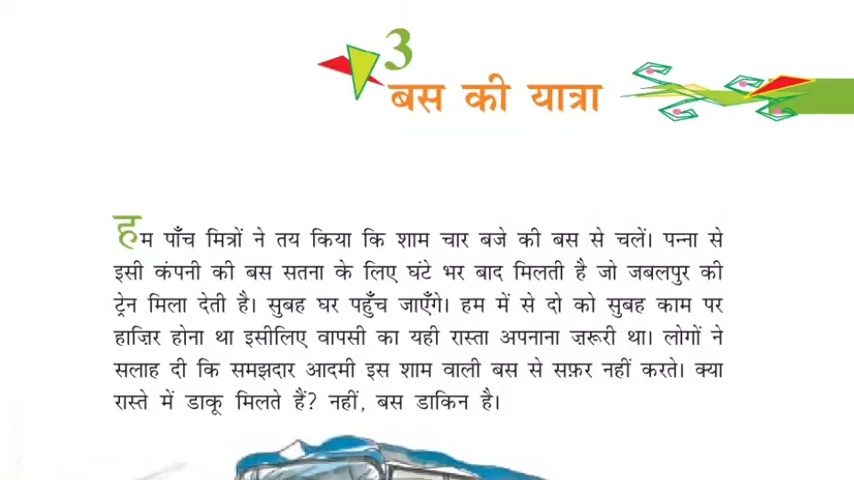 3
बस की यात्रा
हम पाँच मित्रों ने तय किया कि शाम चार बजे की बस से चलें। पन्ना से
इसी कंपनी की बस सतना के लिए घंटे भर बाद मिलती है जो जबलपुर की
ट्रेन मिला देती है। सुबह घर पहुँच जाएँगे। हम में से दो को सुबह काम पर
हाज़िर होना था इसीलिए वापसी का यही रास्ता अपनाना ज़रूरी था। लोगों ने
सलाह दी कि समझदार आदमी इस शाम वाली बस से सफ़र नहीं करते। क्या
रास्ते में डाकू मिलते हैं? नहीं, बस डाकिन है।